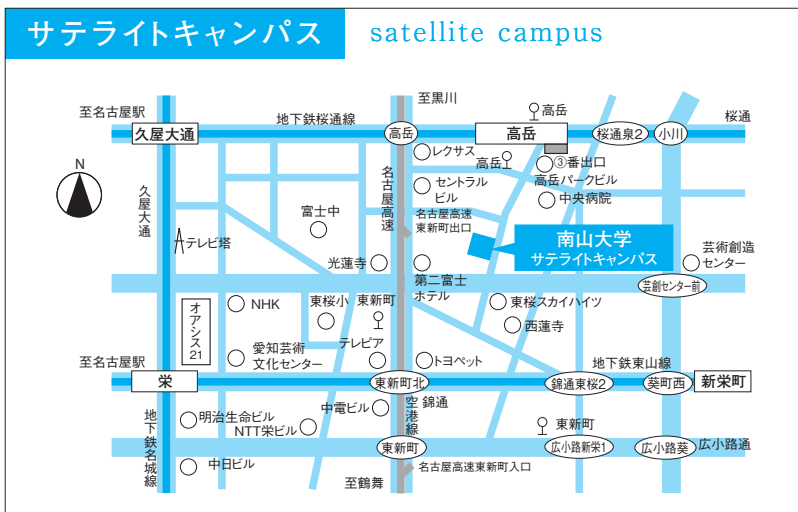 サテライトキャンパス
satellite campus
至黒川
高岳
至名古屋駅
地下鉄桜通線
桜通
久屋大通
高岳
高岳
桜通泉2
小川
N
レクサス
高岳
③番出口
高岳パークビル
久屋大通
名古屋高速
セントラル
ビル
中央病院
富士中
名古屋高速
東新町出口
テレビ塔
南山大学
サテライトキャンパス
芸術創造
センター
光蓮寺
第二富士
ホテル
芸創センター前
オアシス21
NHK
東桜小
東新町
東桜スカイハイツ
西蓮寺
愛知芸術
文化センター
テレピア
トヨペット
至名古屋駅
地下鉄東山線
栄
東新町北
錦通東桜2
葵町西
新栄町
地下鉄名城線
明治生命ビル
NTT栄ビル
中電ビル
空港線
錦通
東新町
東新町
広小路新栄1
広小路葵
広小路通
中日ビル
名古屋高速東新町入口
至鶴舞